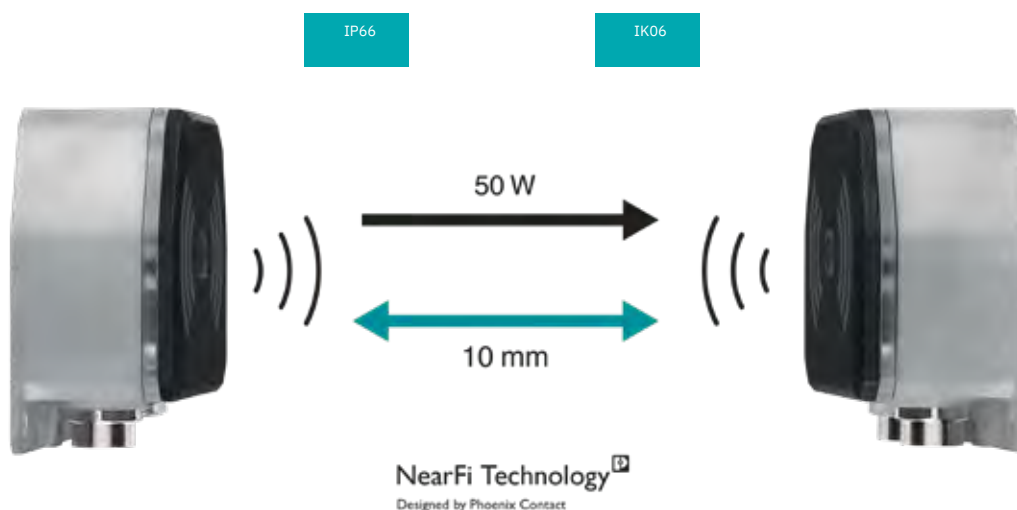 IP66
IK06
50 W
10 mm
NearFi Technology
Designed by Phoenix Contact